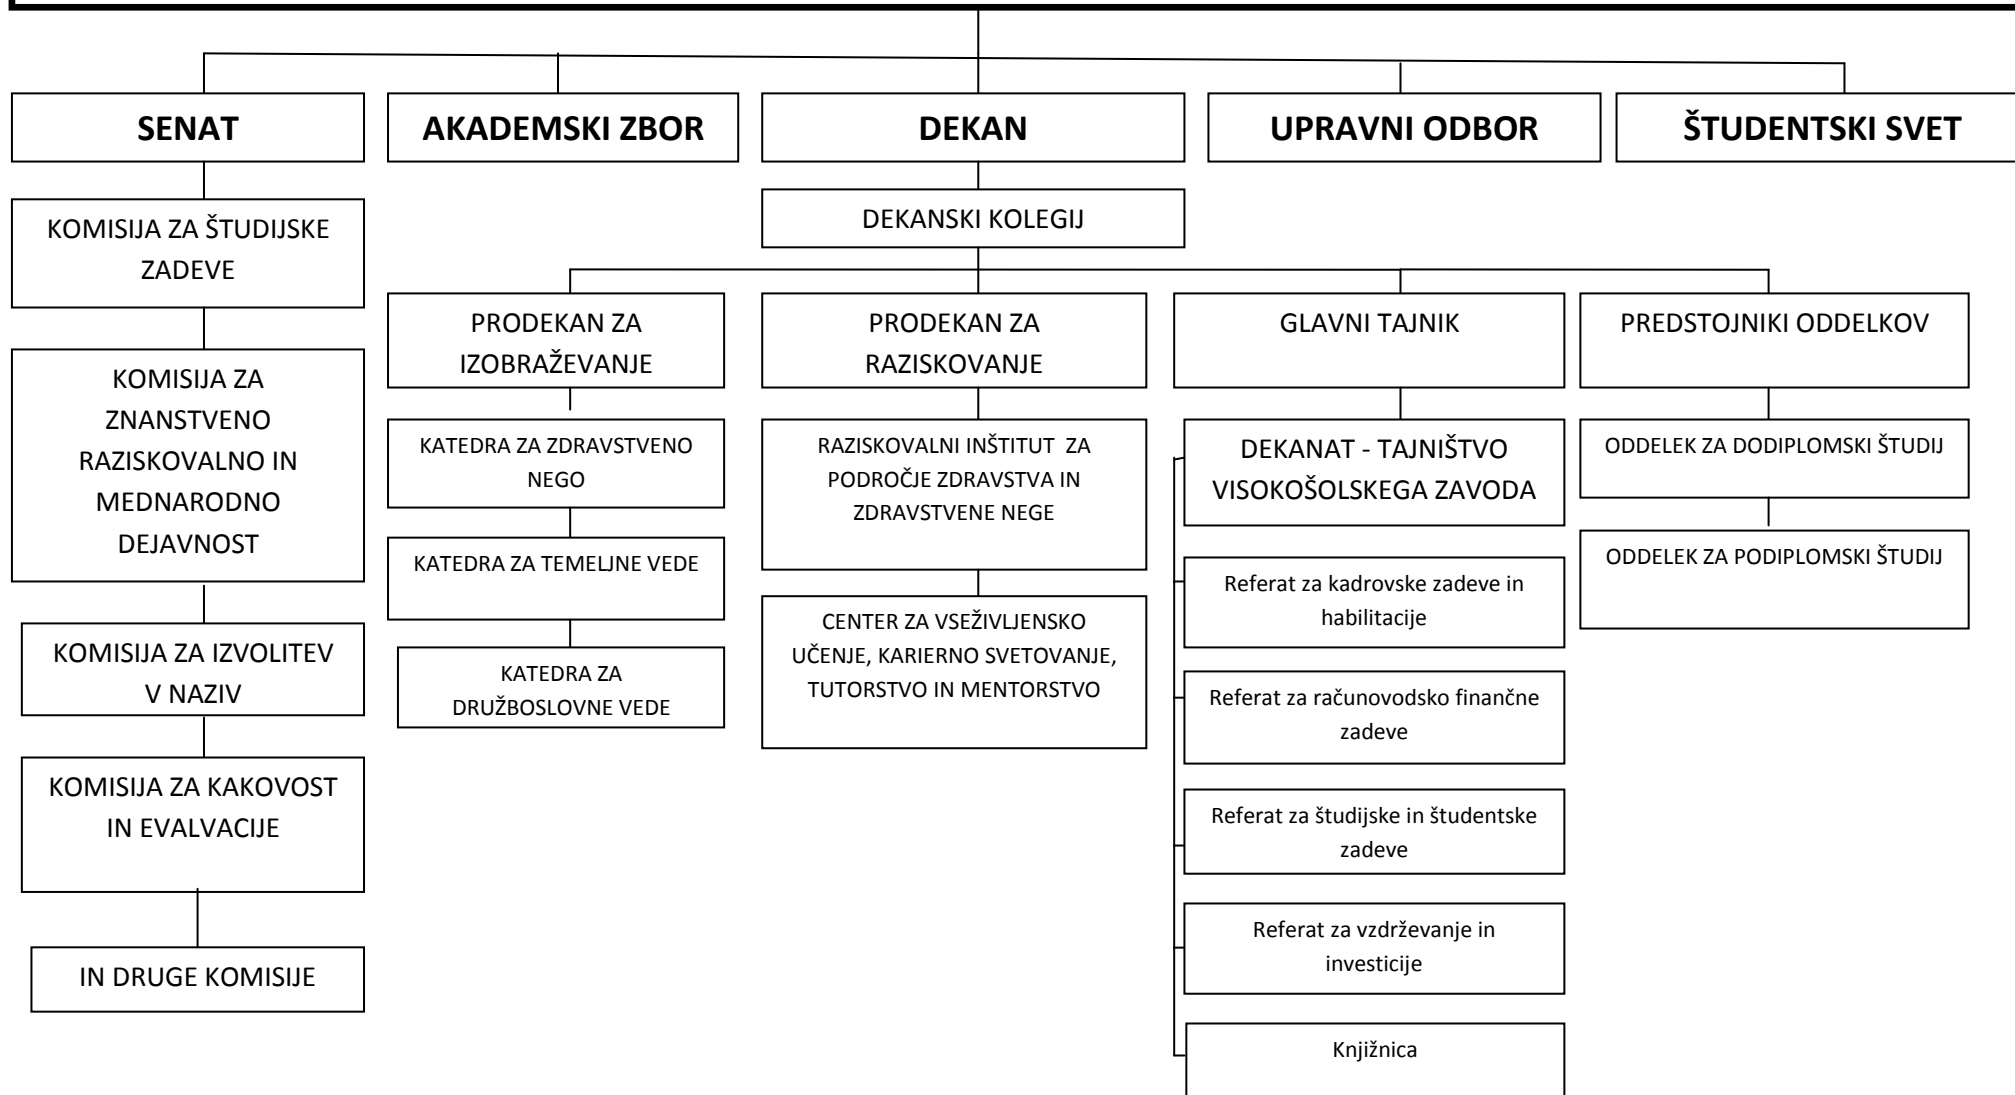 SENAT
AKADEMSKI ZBOR
DEKAN
UPRAVNI ODBOR
ŠTUDENTSKI SVET
KOMISIJA ZA ŠTUDIJSKE
ZADEVE
KOMISIJA ZA
ZNANSTVENO
RAZISKOVALNO IN
MEDNARODNO
DEJAVNOST
KOMISIJA ZA IZVOLITEV
V NAZIV
KOMISIJA ZA KAKOVOST
IN EVALVACIJE
IN DRUGE KOMISIJE
DEKANSKI KOLEGIJ
PRODEKAN ZA
IZOBRAŽEVANJE
KATEDRA ZA ZDRAVSTVENO
NEGO
KATEDRA ZA TEMELJNE VEDE
KATEDRA ZA
DRUŽBOSLOVNE VEDE
PRODEKAN ZA
RAZISKOVANJE
RAZISKOVALNI INŠTITUT ZA
PODROČJE ZDRAVSTVA IN
ZDRAVSTVENE NEGE
CENTER ZA VSEŽIVLJENSKO
UČENJE, KARIERNO SVETOVANJE,
TUTORSTVO IN MENTORSTVO
GLAVNI TAJNIK
DEKANAT - TAJNIŠTVO
VISOKOŠOLSKEGA ZAVODA
Referat za kadrovske zadeve in
habilitacije
Referat za računovodsko finančne
zadeve
Referat za študijske in študentske
zadeve
Referat za vzdrževanje in
investicije
Knjižnica
PREDSTOJNIKI ODDELKOV
ODDELEK ZA DODIPLOMSKI ŠTUDIJ
ODDELEK ZA PODIPLOMSKI ŠTUDIJ